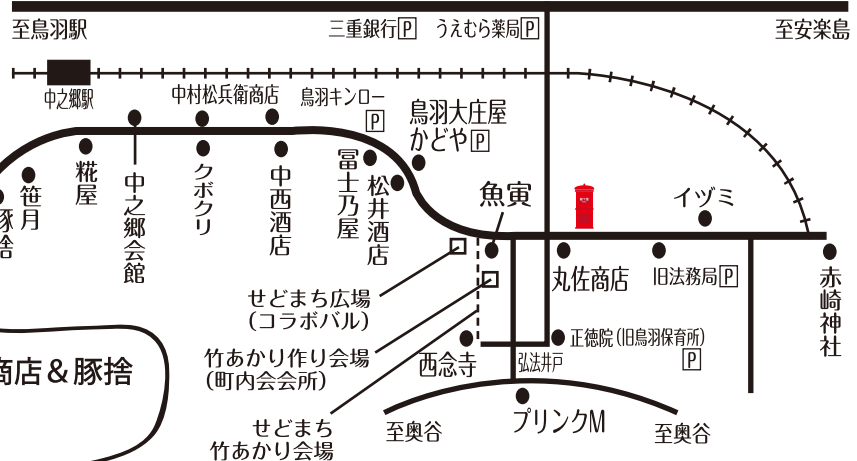 至鳥羽駅
三重銀行P
うえむら薬局P
至安楽島
中之郷駅
中村松兵衛商店
鳥羽キンロー
P
鳥羽大庄屋
かどやP
糀屋
笹月
豚捨
中之郷会館
クボクリ
中西酒店
冨士乃屋
松井酒店
魚寅
イヅミ
丸佐商店
旧法務局P
赤崎神社
せどまち広場
(コラボバル)
竹あかり作り会場
(町内会会所)
せどまち
竹あかり会場
西念寺
弘法井戸
正徳院(旧鳥羽保育所)
P
商店&豚捨
至奥谷
プリンクM
至奥谷